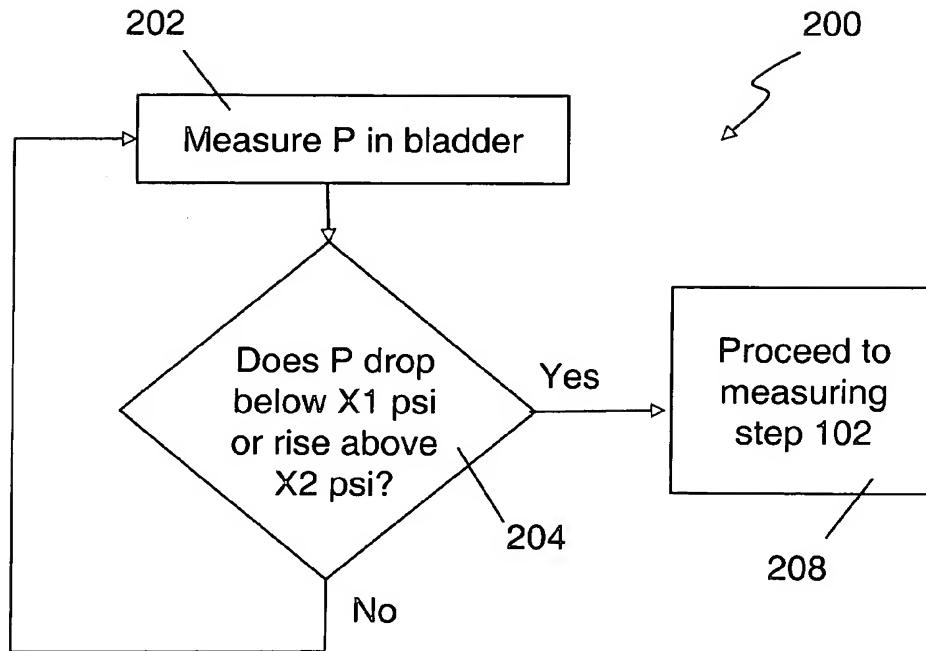 202
200
Measure P in bladder
Does P drop
below X1 psi
or rise above
X2 psi?
Yes
Proceed to
measuring
step 102
204
208
No